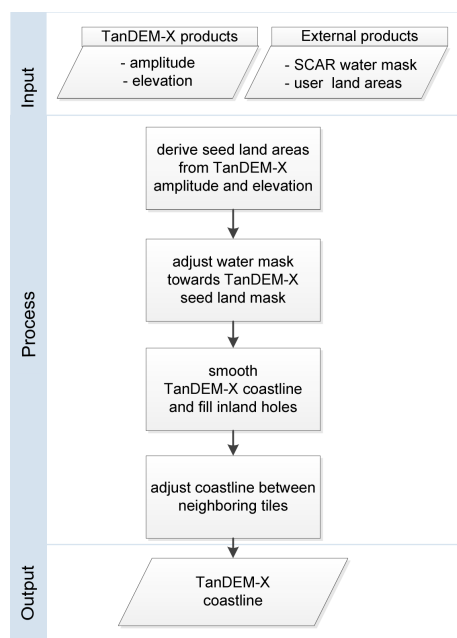 Input
TanDEM-X products
- amplitude
- elevation
External products
- SCAR water mask
- user land areas
Process
derive seed land areas
from TanDEM-X
amplitude and elevation
adjust water mask
towards TanDEM-X
seed land mask
smooth
TanDEM-X coastline
and fill inland holes
adjust coastline between
neighboring tiles
Output
TanDEM-X
coastline